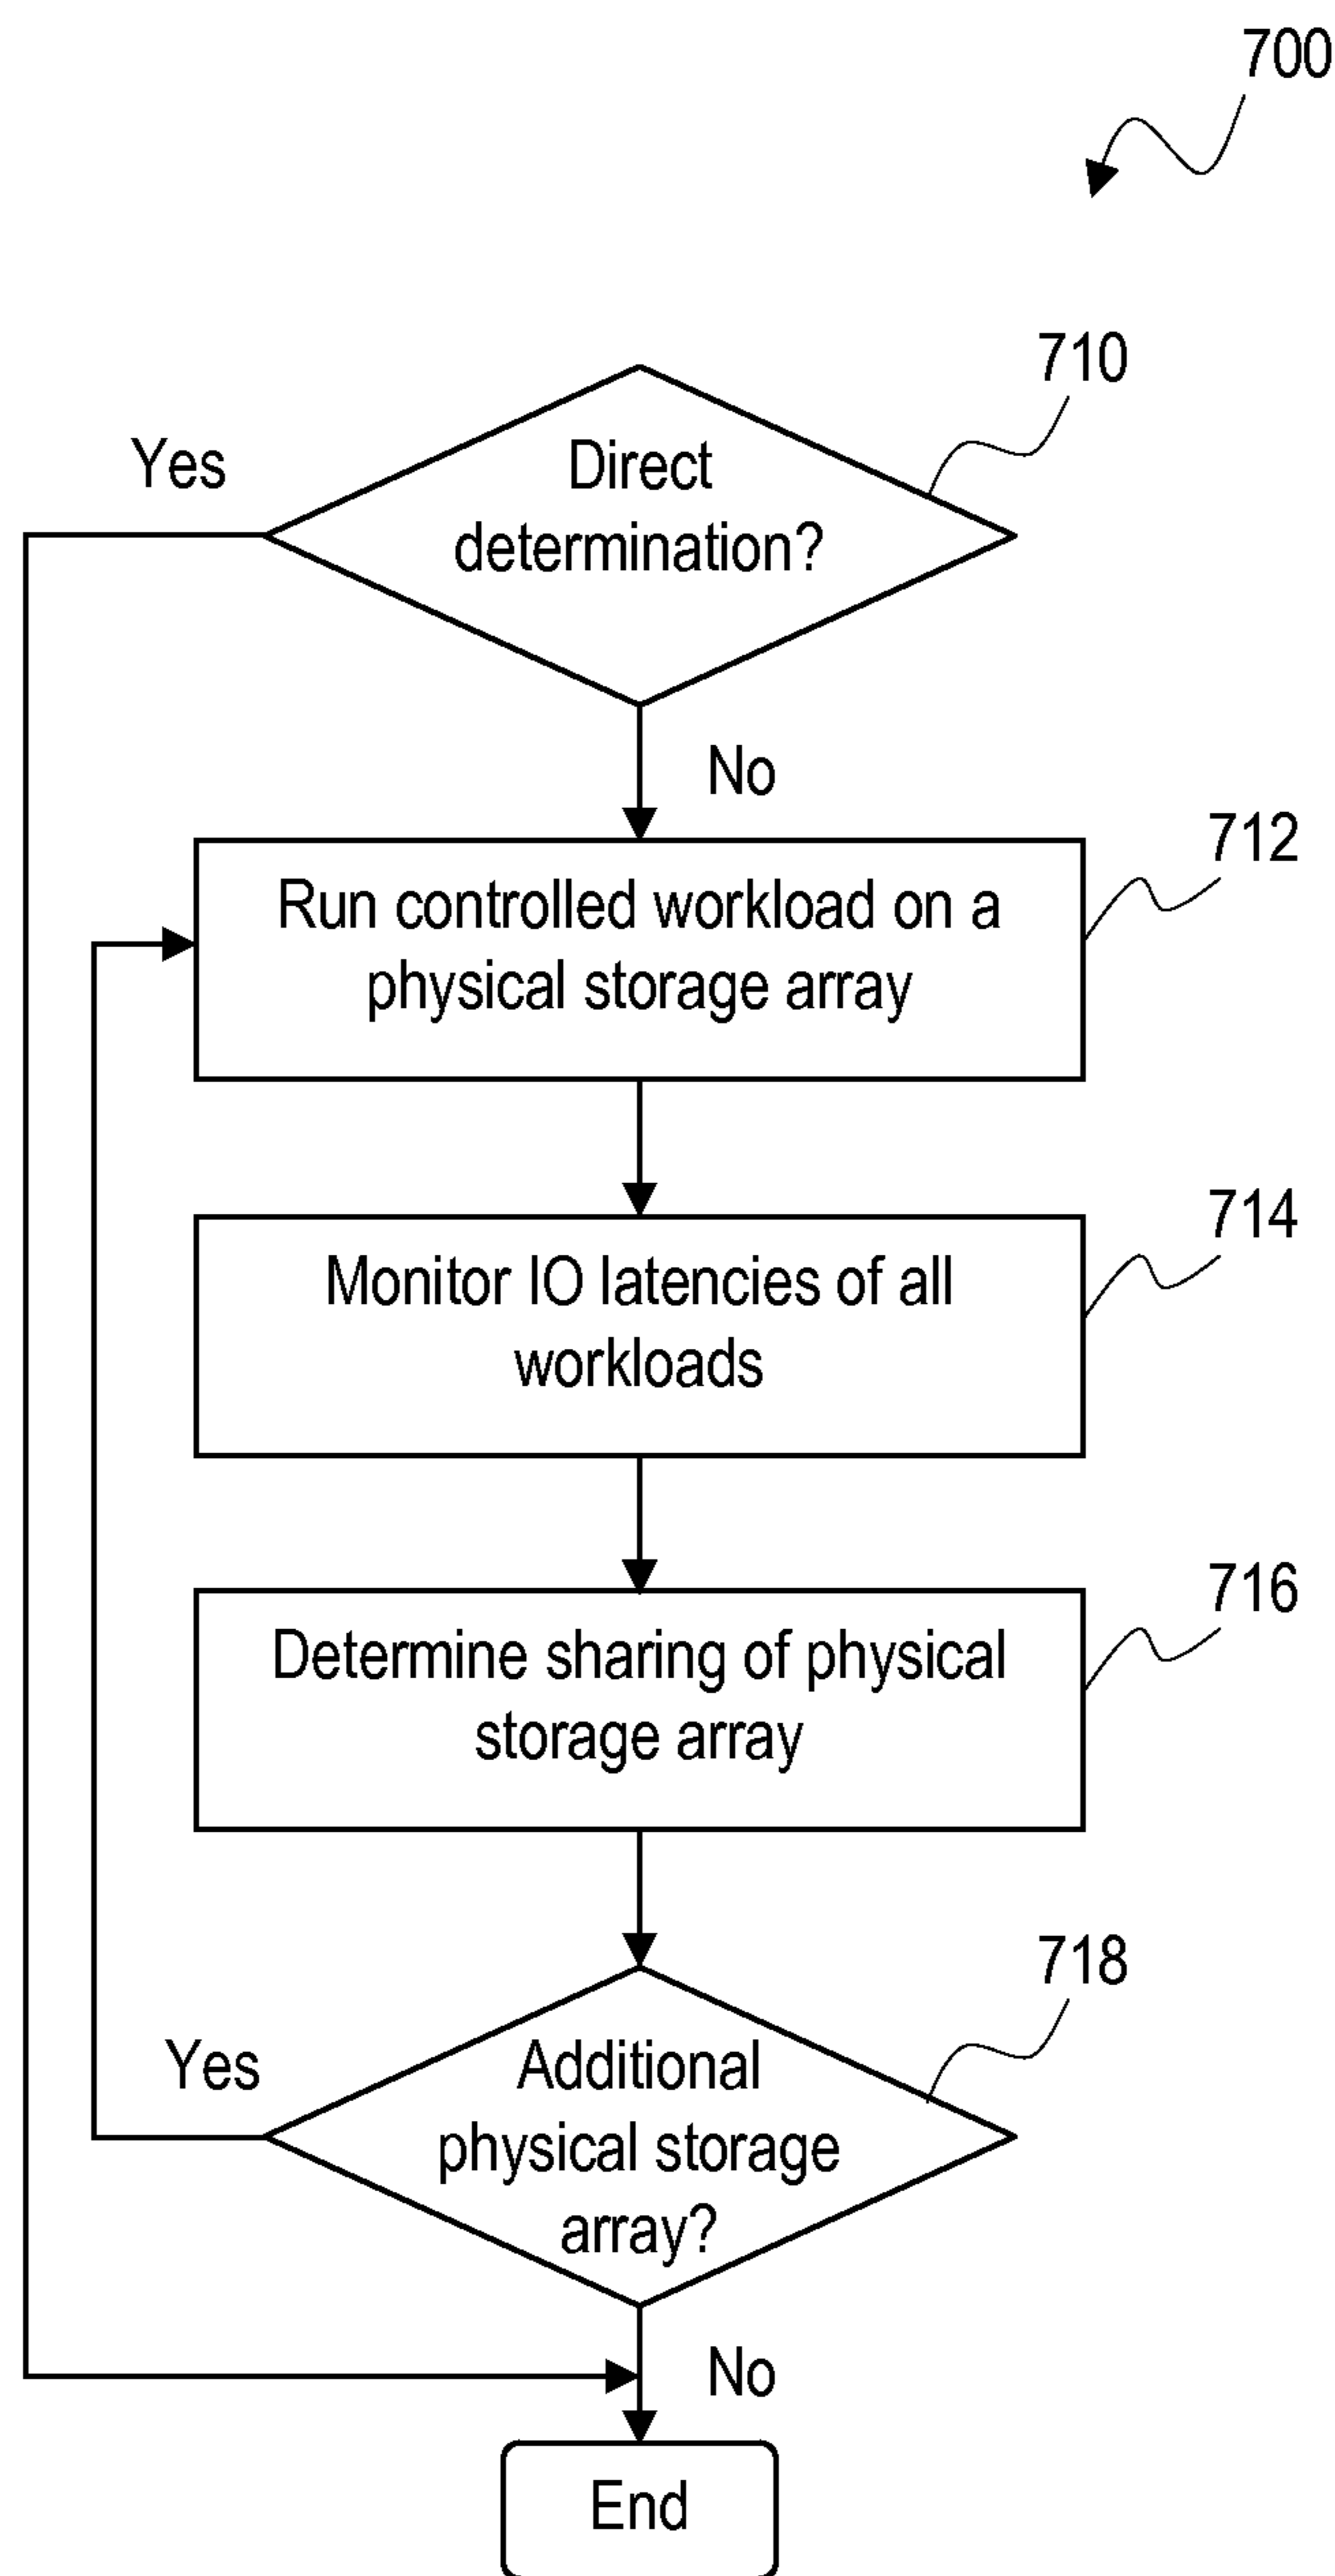 700
710
Yes
Direct
determination?
No
712
Run controlled workload on a
physical storage array
714
Monitor IO latencies of all
workloads
716
Determine sharing of physical
storage array
718
Yes
Additional
physical storage
array?
No
End